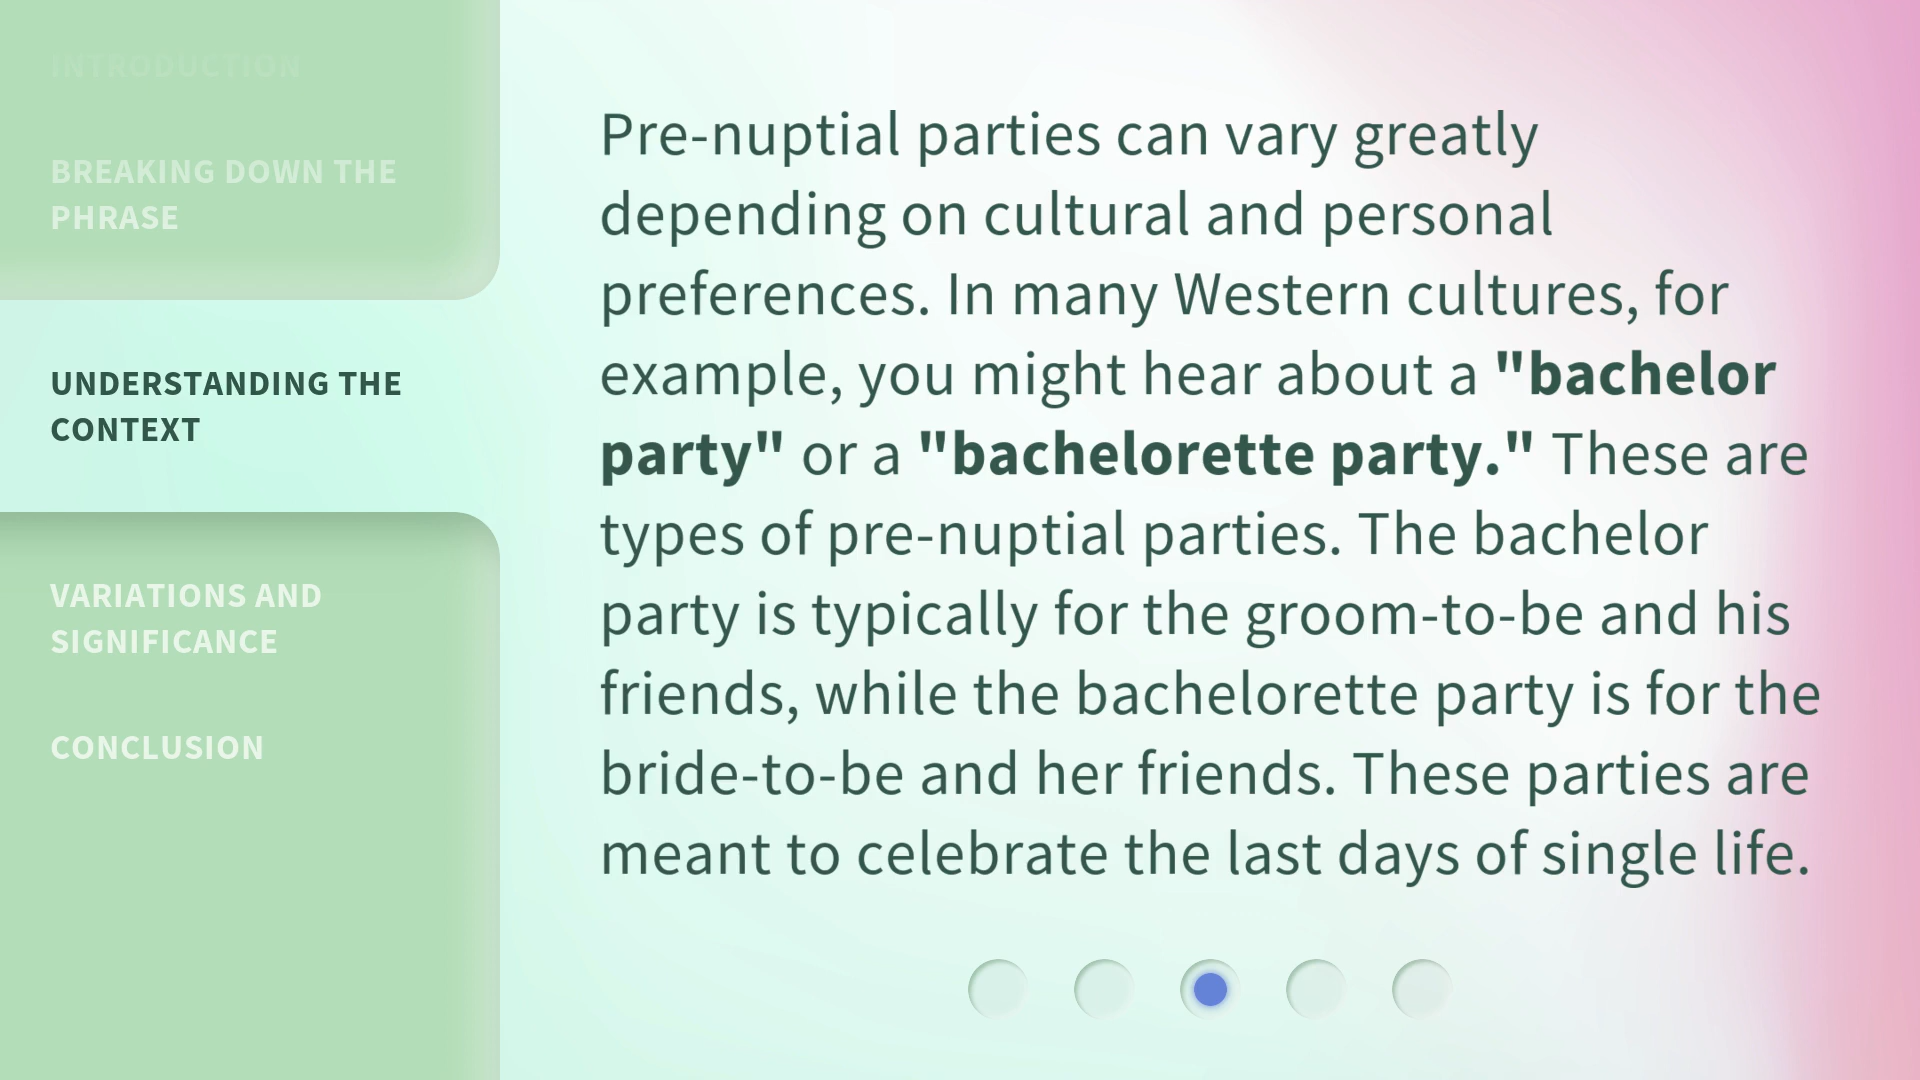 INTRODUCTION
BREAKING DOWN THE
PHRASE
UNDERSTANDING THE
CONTEXT
VARIATIONS AND
SIGNIFICANCE
CONCLUSION
Pre-nuptial parties can vary greatly
depending on cultural and personal
preferences. In many Western cultures, for
example, you might hear about a "bachelor
party" or a "bachelorette party." These are
types of pre-nuptial parties. The bachelor
party is typically for the groom-to-be and his
friends, while the bachelorette party is for the
bride-to-be and her friends. These parties are
meant to celebrate the last days of single life.